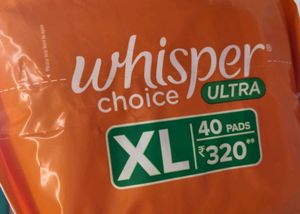 whisper®
choice ULTRA
XL 40 PADS
₹320**